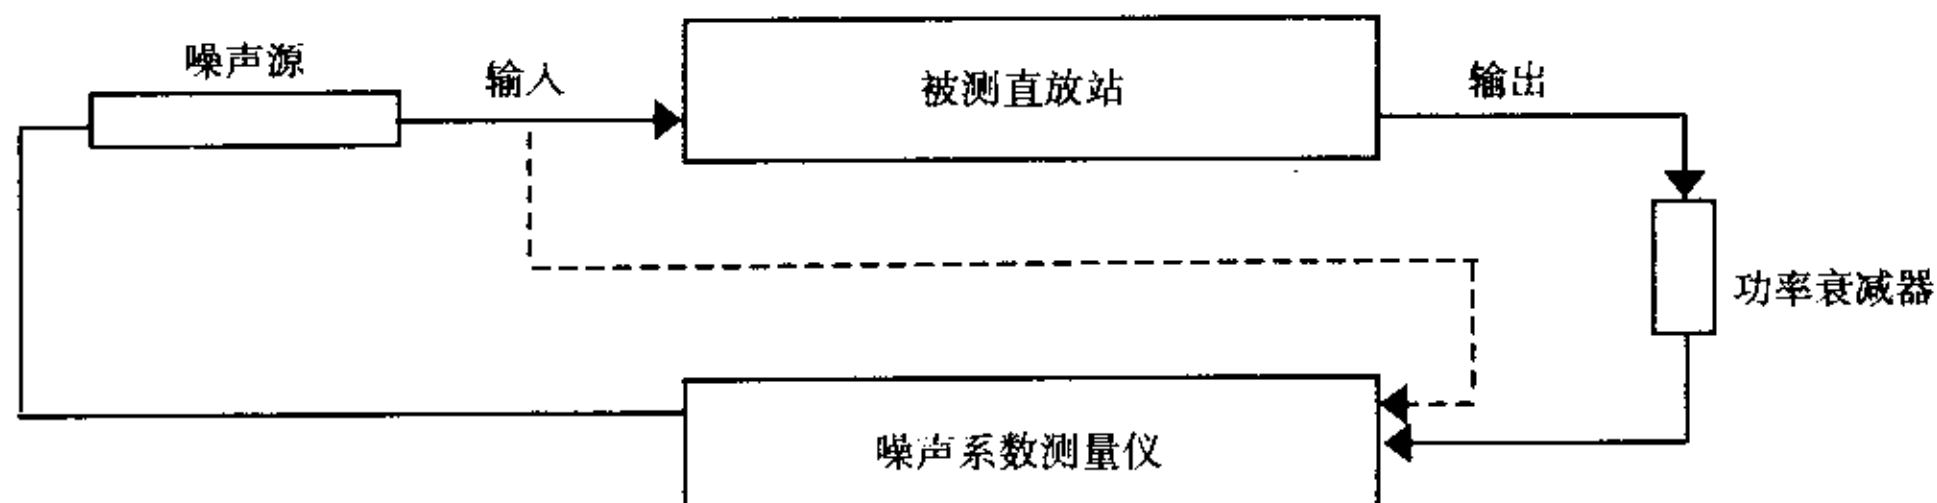 噪声源
输入
被测直放站
输出
功率衰减器
噪声系数测量仪